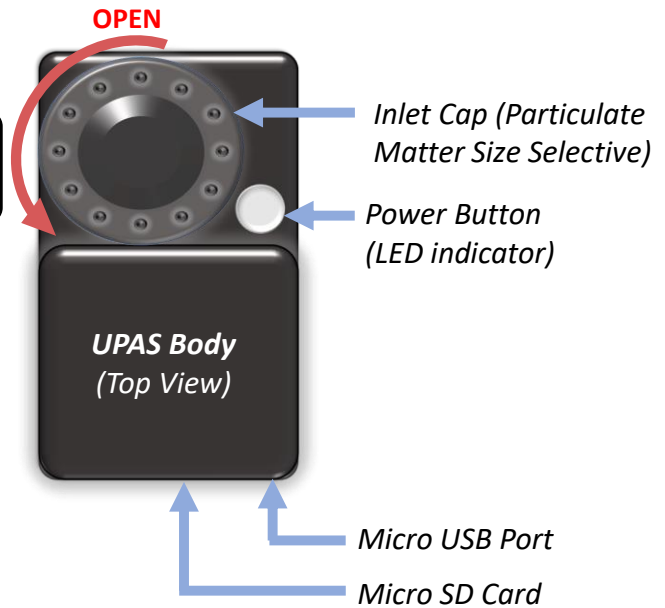 OPEN
Inlet Cap (Particulate
Matter Size Selective)
Power Button
(LED indicator)
UPAS Body
(Top View)
Micro USB Port
Micro SD Card